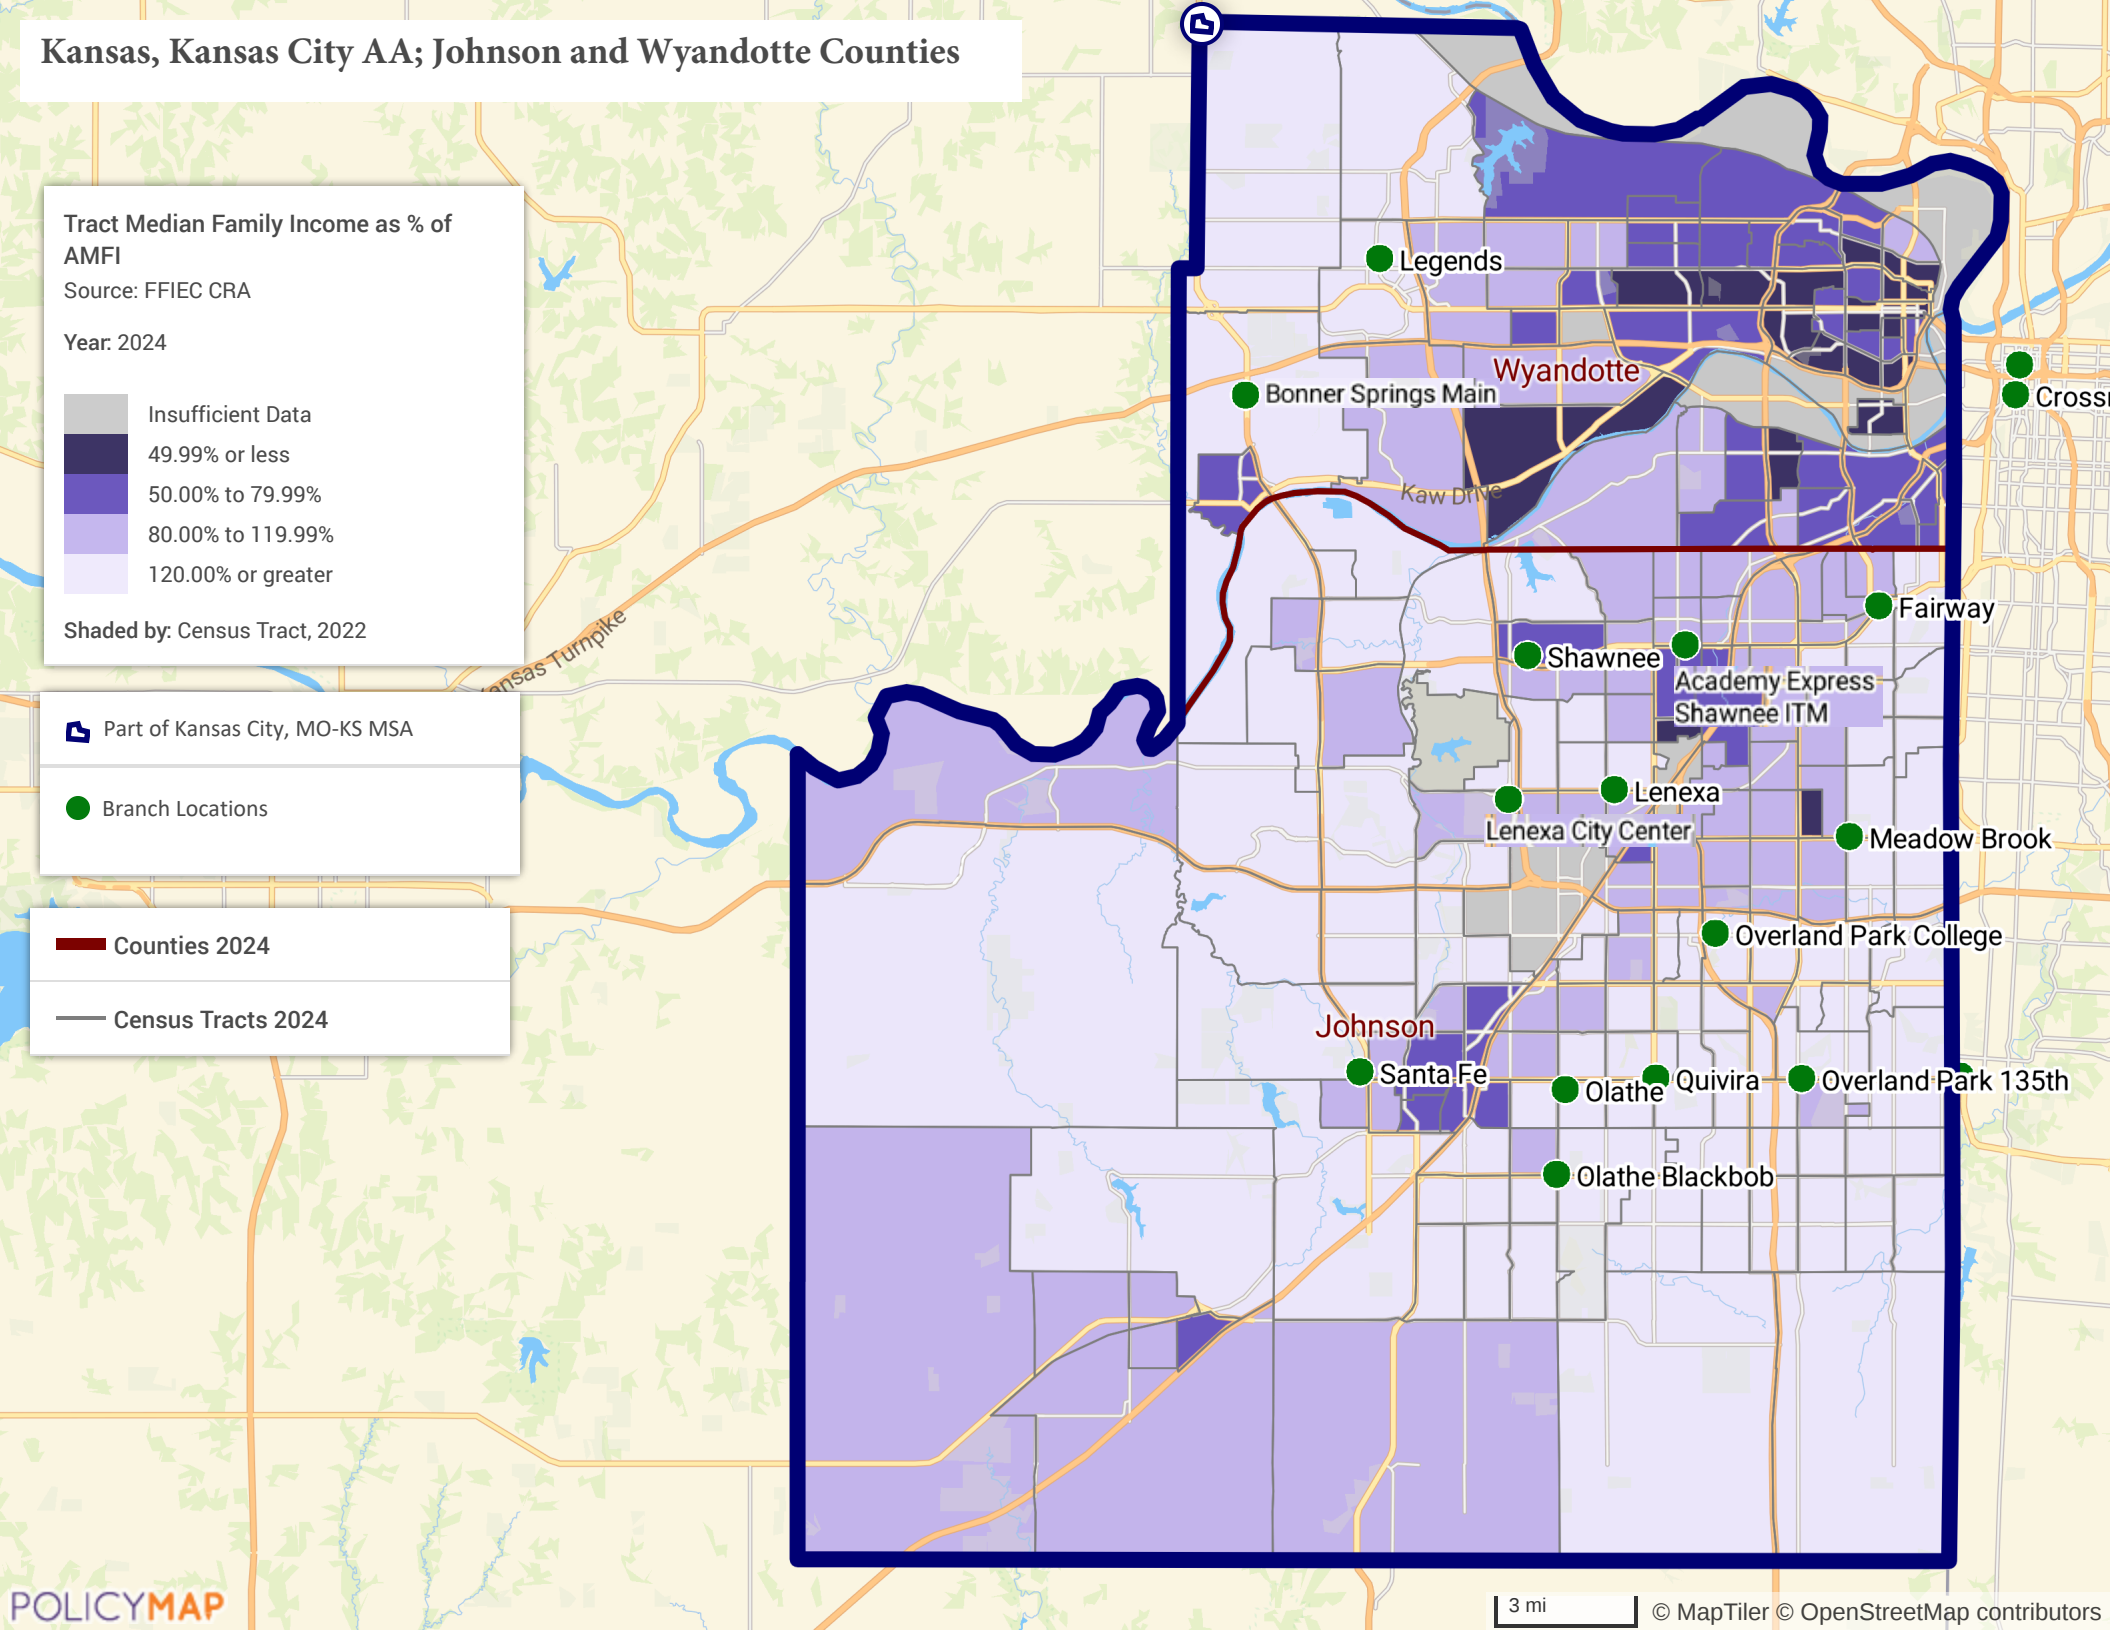 Kansas, Kansas City AA; Johnson and Wyandotte Counties
Tract Median Family Income as % of
AMFI
Source: FFIEC CRA
Year: 2024
Insufficient Data
49.99% or less
50.00% to 79.99%
80.00% to 119.99%
120.00% or greater
Shaded by: Census Tract, 2022
Part of Kansas City, MO-KS MSA
Branch Locations
Counties 2024
Census Tracts 2024
Kansas Turnpike
Legends
Wyandotte
Bonner Springs Main
Crossr
Kaw Drive
Fairway
Shawnee
Academy Express
Shawnee ITM
Lenexa
Lenexa City Center
Meadow Brook
Overland Park College
Johnson
Santa Fe
Olathe
Quivira
Overland Park 135th
Olathe Blackbob
POLICYMAP
3 mi
© MapTiler © OpenStreetMap contributors